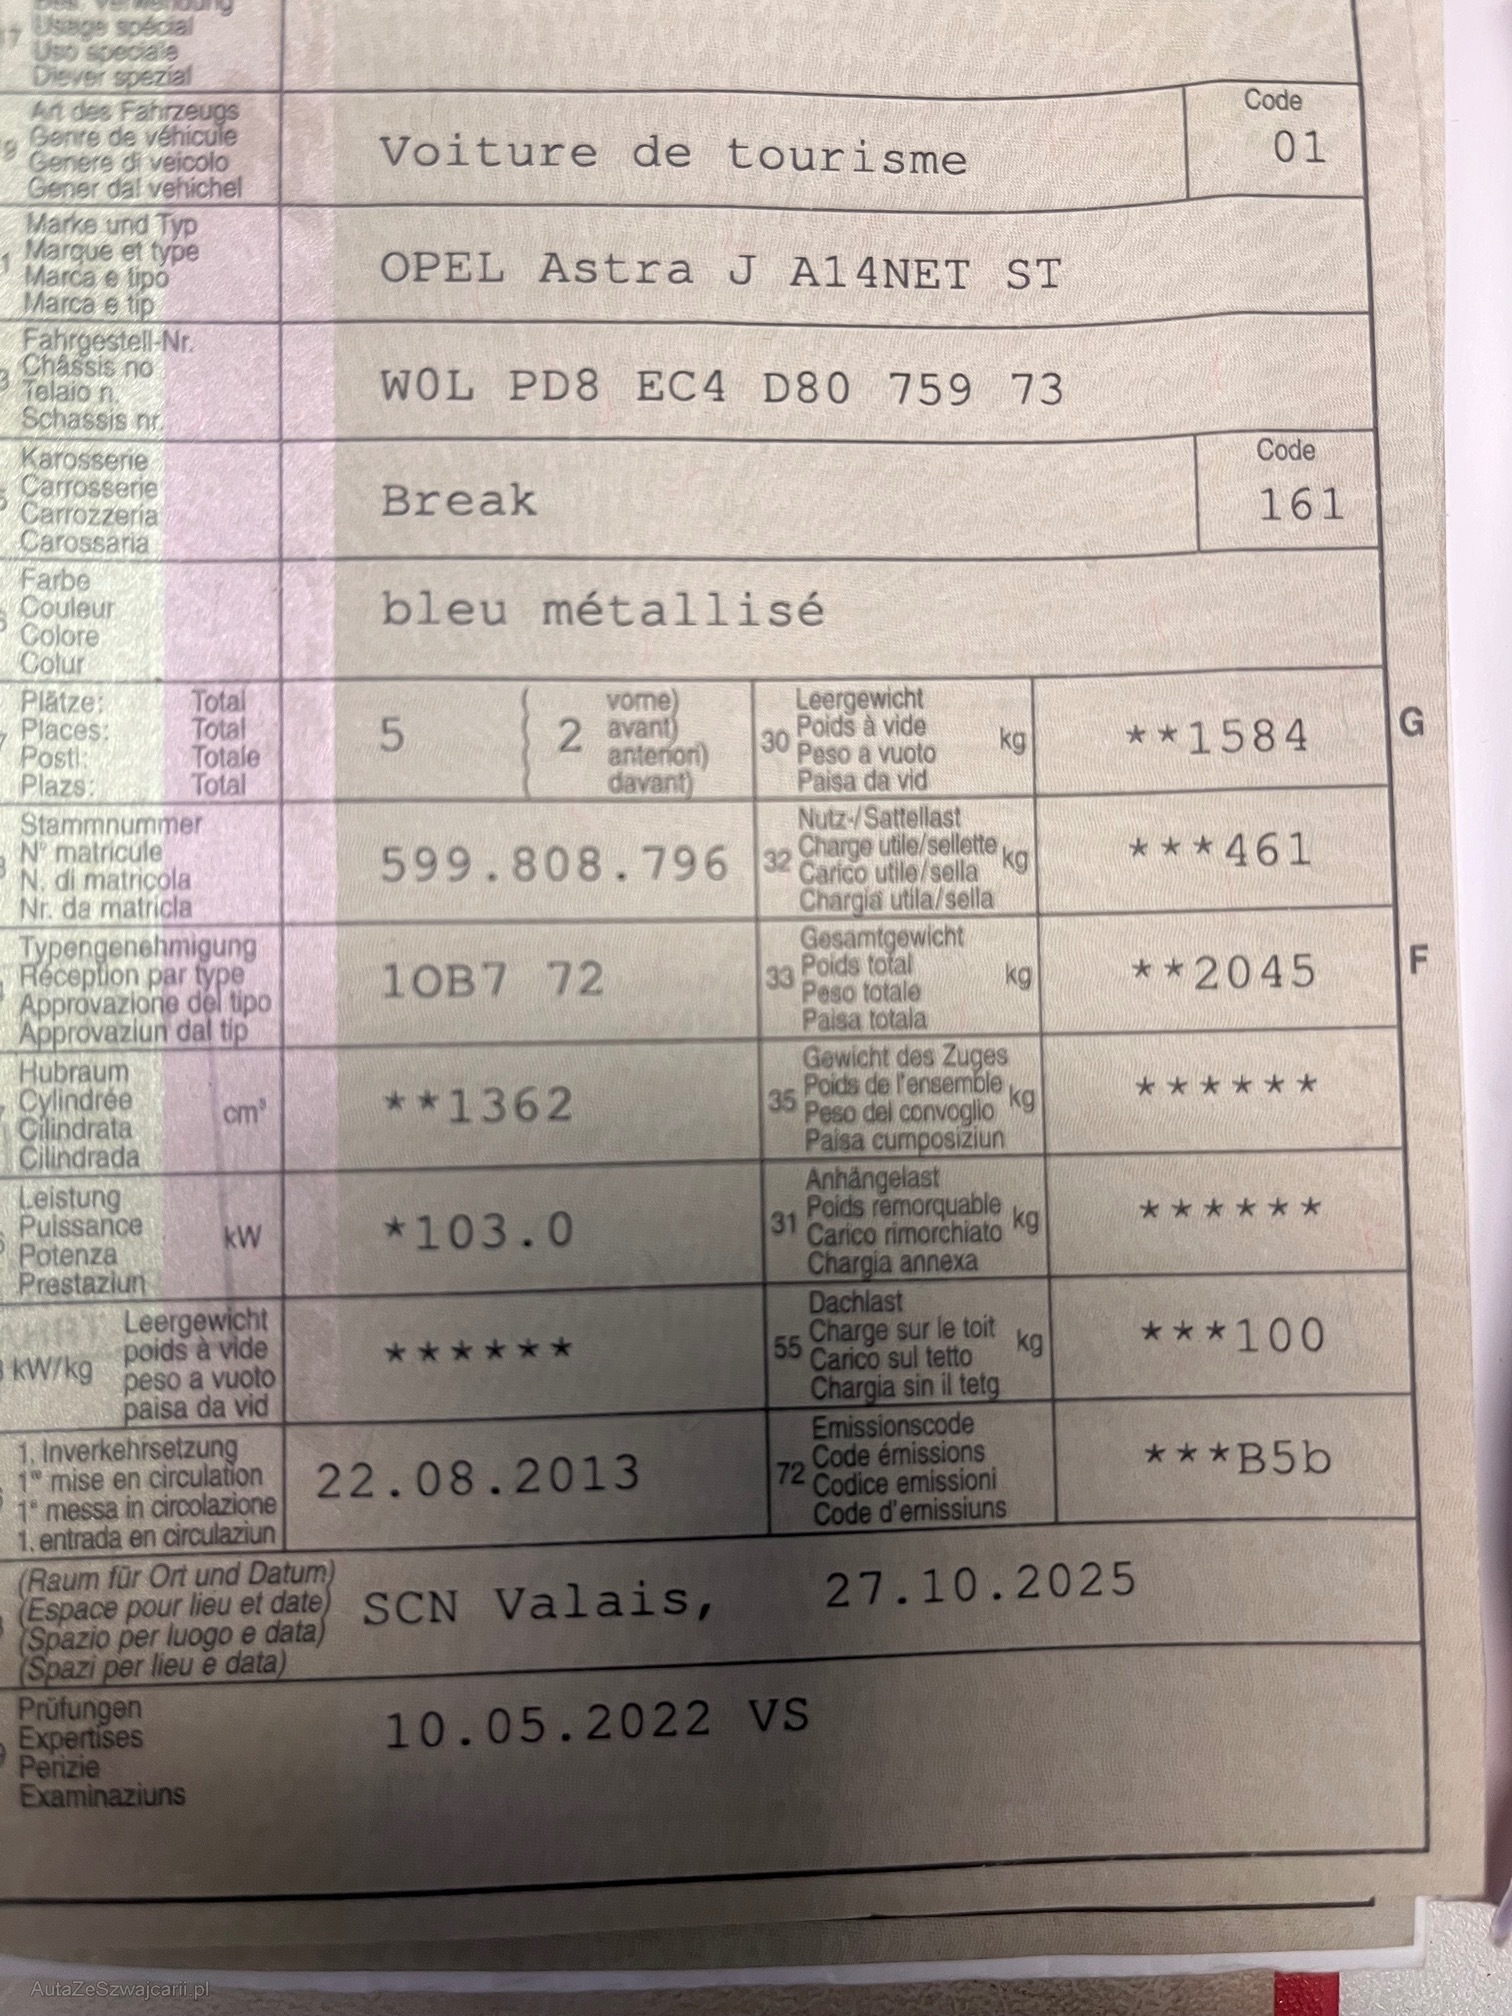 Usage spécial
Uso speciale
Diever spezial
Art des Fahrzeugs
Genre de véhicule
Genere di veicolo
Gener dal vehichel
Voiture de tourisme
Code
01
Marke und Typ
Marque et type
Marca e tipo
Marca e tip
OPEL Astra J A14NET ST
Fahrgestell-Nr.
Châssis no
Telaio n.
Schassis nr.
W0L PD8 EC4 D80 759 73
Karosserie
Carrosserie
Carrozzeria
Carossaria
Break
Code
161
Farbe
Couleur
Colore
Colur
bleu métallisé
Plätze: Total
Places: Total
Posti: Totale
Plazs: Total
5
2
vorne)
avant)
anteriori)
davant)
30
Leergewicht
Poids à vide
Peso a vuoto
Paisa da vid
kg
**1584
G
Stammnummer
N° matricule
N. di matricola
Nr. da matricla
599.808.796
32
Nutz-/Sattellast
Charge utile/sellette
Carico utile/sella
Chargia utila/sella
kg
***461
Typengenehmigung
Réception par type
Approvazione del tipo
Approvaziun dal tip
1OB7 72
33
Gesamtgewicht
Poids total
Peso totale
Paisa totala
kg
**2045
F
Hubraum
Cylindrée
Cilindrata
Cilindrada
cm³
**1362
35
Gewicht des Zuges
Poids de l'ensemble
Peso del convoglio
Paisa cumposiziun
kg
******
Leistung
Puissance
Potenza
Prestaziun
kW
*103.0
31
Anhängelast
Poids remorquable
Carico rimorchiato
Chargia annexa
kg
******
kW/kg
Leergewicht
poids à vide
peso a vuoto
paisa da vid
******
55
Dachlast
Charge sur le toit
Carico sul tetto
Chargia sin il tetg
kg
***100
1. Inverkehrsetzung
1re mise en circulation
1a messa in circolazione
1. entrada en circulaziun
22.08.2013
72
Emissionscode
Code émissions
Codice emissioni
Code d'emissiuns
***B5b
(Raum für Ort und Datum)
(Espace pour lieu et date)
(Spazio per luogo e data)
(Spazi per lieu e data)
SCN Valais, 27.10.2025
Prüfungen
Expertises
Perizie
Examinaziuns
10.05.2022 VS
AutaZeSzwajcarii.pl